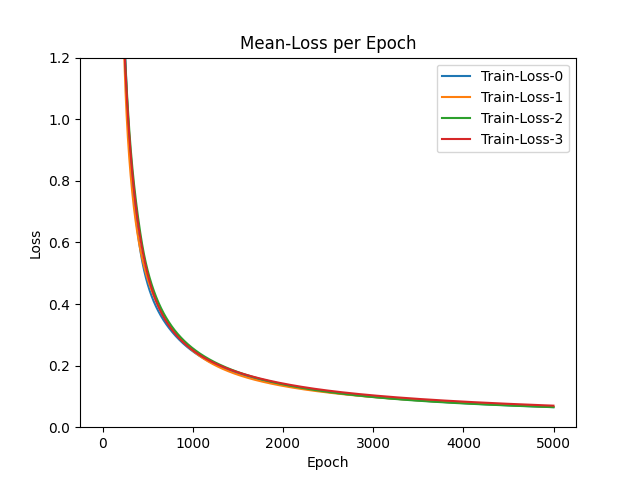 Mean-Loss per Epoch
1.2
1.0
0.8
0.6
0.4
0.2
0.0
Loss
Train-Loss-0
Train-Loss-1
Train-Loss-2
Train-Loss-3
0 1000 2000 3000 4000 5000
Epoch